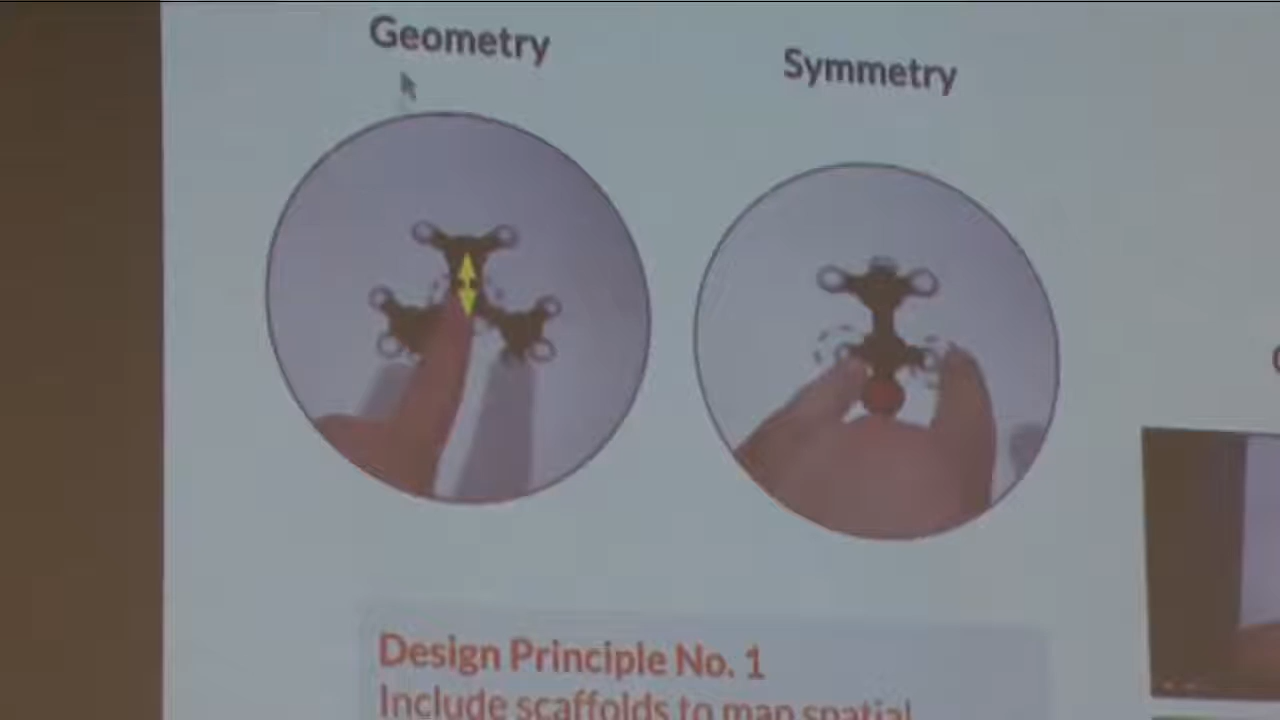 Geometry
Symmetry
Design Principle No. 1
Include scaffolds to map spatial